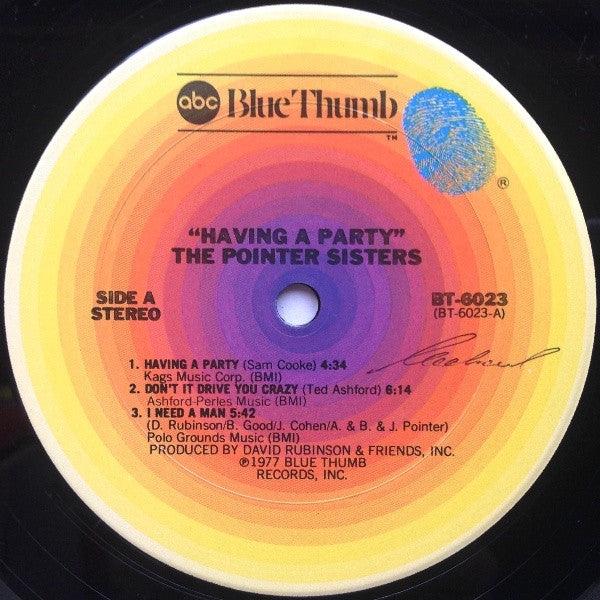 abc Blue Thumb
TM
®
"HAVING A PARTY"
THE POINTER SISTERS
SIDE A
STEREO
BT-6023
(BT-6023-A)
1. HAVING A PARTY (Sam Cooke) 4:34
Kags Music Corp. (BMI)
2. DON'T IT DRIVE YOU CRAZY (Ted Ashford) 6:14
Ashford-Perles Music (BMI)
3. I NEED A MAN 5:42
(D. Rubinson/B. Good/J. Cohen/A. & B. & J. Pointer)
Polo Grounds Music (BMI)
PRODUCED BY DAVID RUBINSON & FRIENDS, INC.
℗1977 BLUE THUMB
RECORDS, INC.